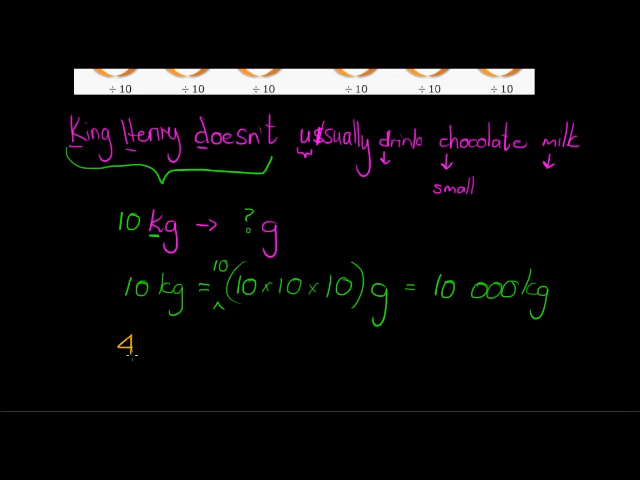 ÷ 10 ÷ 10 ÷ 10 ÷ 10 ÷ 10 ÷ 10
King Henry doesn't usually drink chocolate milk
small
10 kg → ? g
10 kg = 10 (10 × 10 × 10) g = 10 000 kg
4